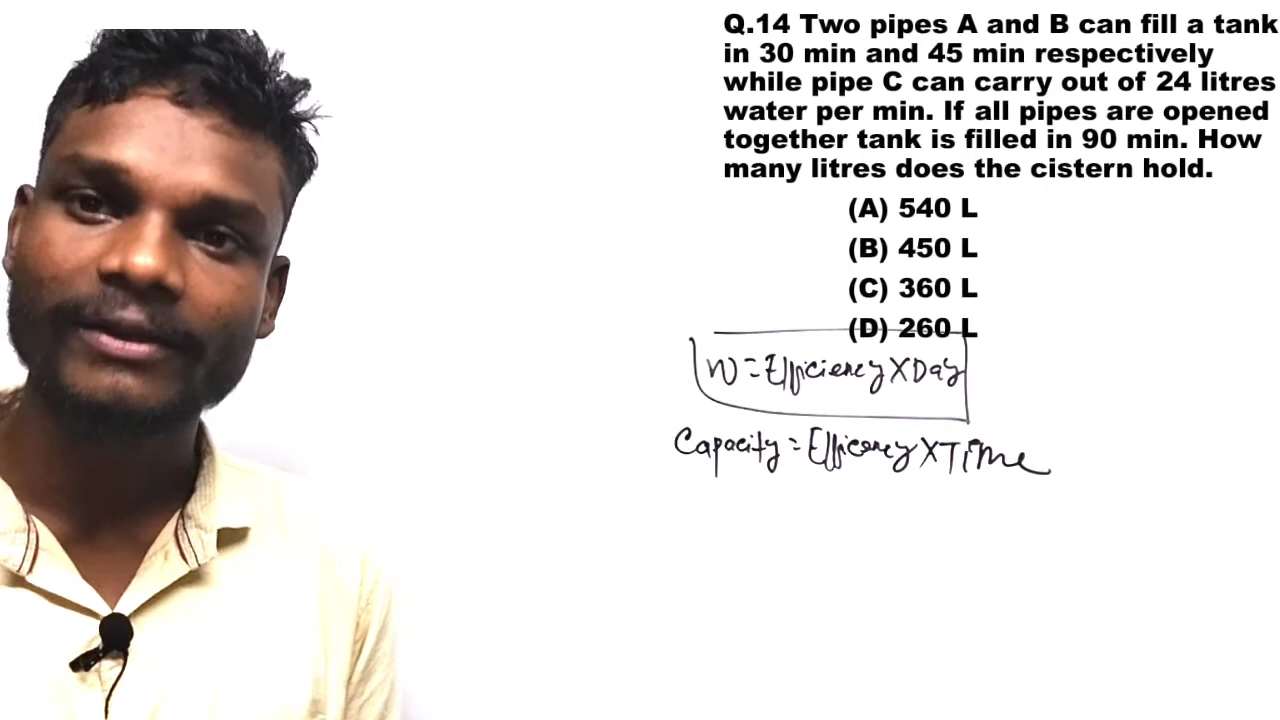 Q.14 Two pipes A and B can fill a tank
in 30 min and 45 min respectively
while pipe C can carry out of 24 litres
water per min. If all pipes are opened
together tank is filled in 90 min. How
many litres does the cistern hold.
(A) 540 L
(B) 450 L
(C) 360 L
(D) 260 L
W = Efficiency X Day
Capacity = Efficency X Time